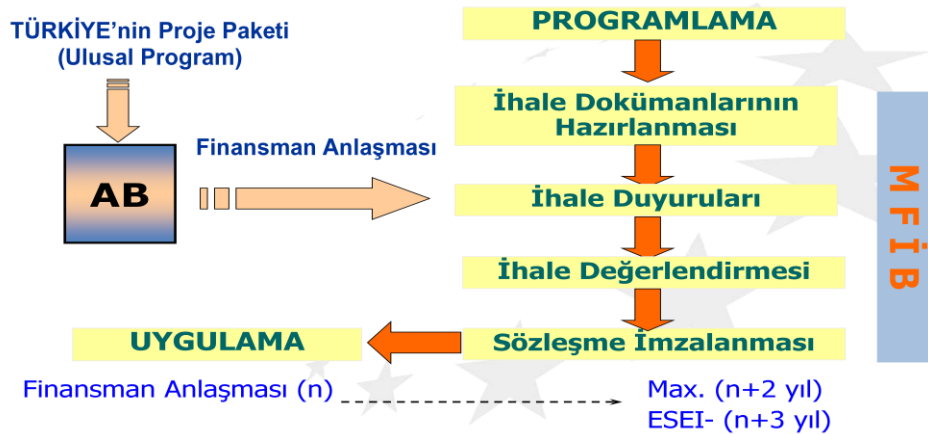 TÜRKİYE’nin Proje Paketi
(Ulusal Program)
AB
Finansman Anlaşması
PROGRAMLAMA
İhale Dokümanlarının
Hazırlanması
İhale Duyuruları
İhale Değerlendirmesi
Sözleşme İmzalanması
UYGULAMA
MFİB
Finansman Anlaşması (n)
Max. (n+2 yıl)
ESEI- (n+3 yıl)